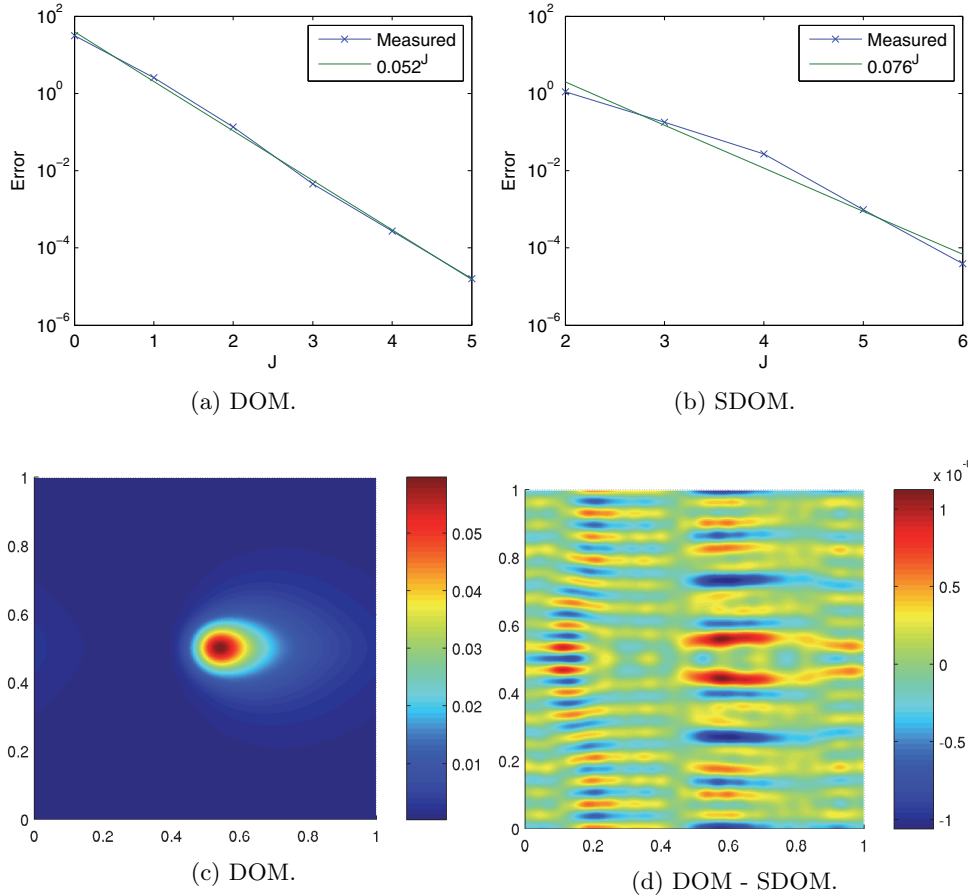 10^2
10^0
10^-2
10^-4
10^-6
Error
0 1 2 3 4 5
J
Measured
0.052^J
(a) DOM.
10^2
10^0
10^-2
10^-4
10^-6
Error
2 3 4 5 6
J
Measured
0.076^J
(b) SDOM.
1
0.8
0.6
0.4
0.2
0
0 0.2 0.4 0.6 0.8 1
0.05
0.04
0.03
0.02
0.01
(c) DOM.
1
0.8
0.6
0.4
0.2
0
0 0.2 0.4 0.6 0.8 1
x 10
1
0.5
0
-0.5
-1
(d) DOM - SDOM.